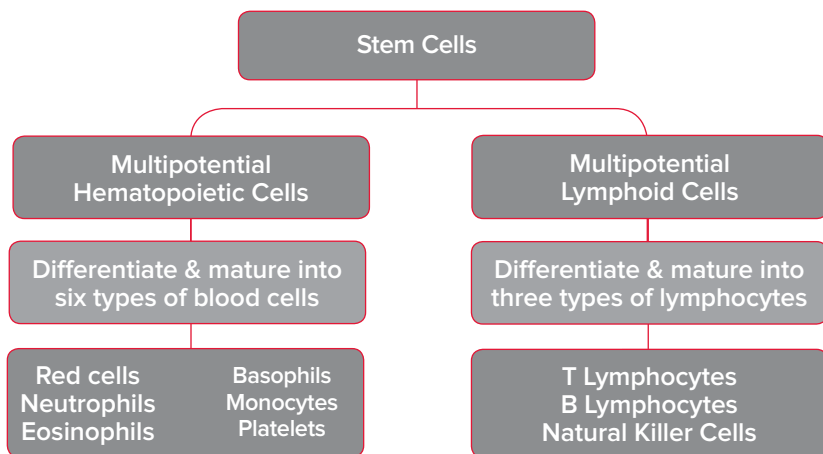 Stem Cells
Multipotential
Hematopoietic Cells
Multipotential
Lymphoid Cells
Differentiate & mature into
six types of blood cells
Differentiate & mature into
three types of lymphocytes
Red cells
Neutrophils
Eosinophils
Basophils
Monocytes
Platelets
T Lymphocytes
B Lymphocytes
Natural Killer Cells